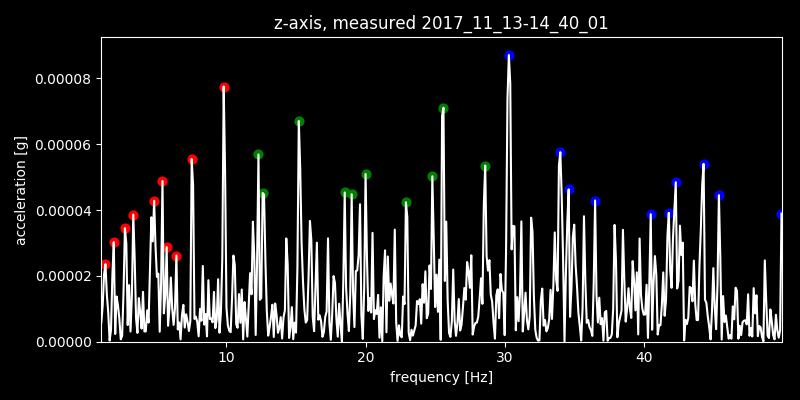 z-axis, measured 2017_11_13-14_40_01
0.00008
0.00006
0.00004
0.00002
0.00000
acceleration [g]
10 20 30 40
frequency [Hz]